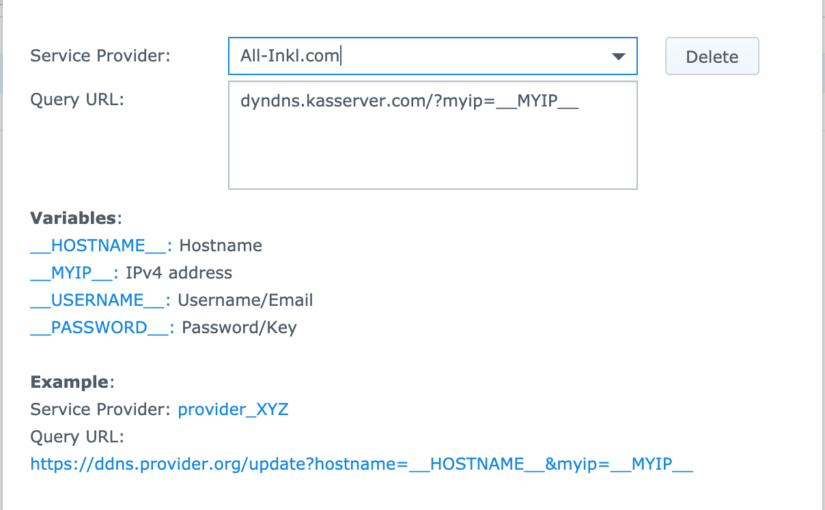 Service Provider: All-Inkl.com Delete
Query URL: dyndns.kasserver.com/?myip=__MYIP__
Variables:
__HOSTNAME__: Hostname
__MYIP__: IPv4 address
__USERNAME__: Username/Email
__PASSWORD__: Password/Key
Example:
Service Provider: provider_XYZ
Query URL:
https://ddns.provider.org/update?hostname=__HOSTNAME__&myip=__MYIP__